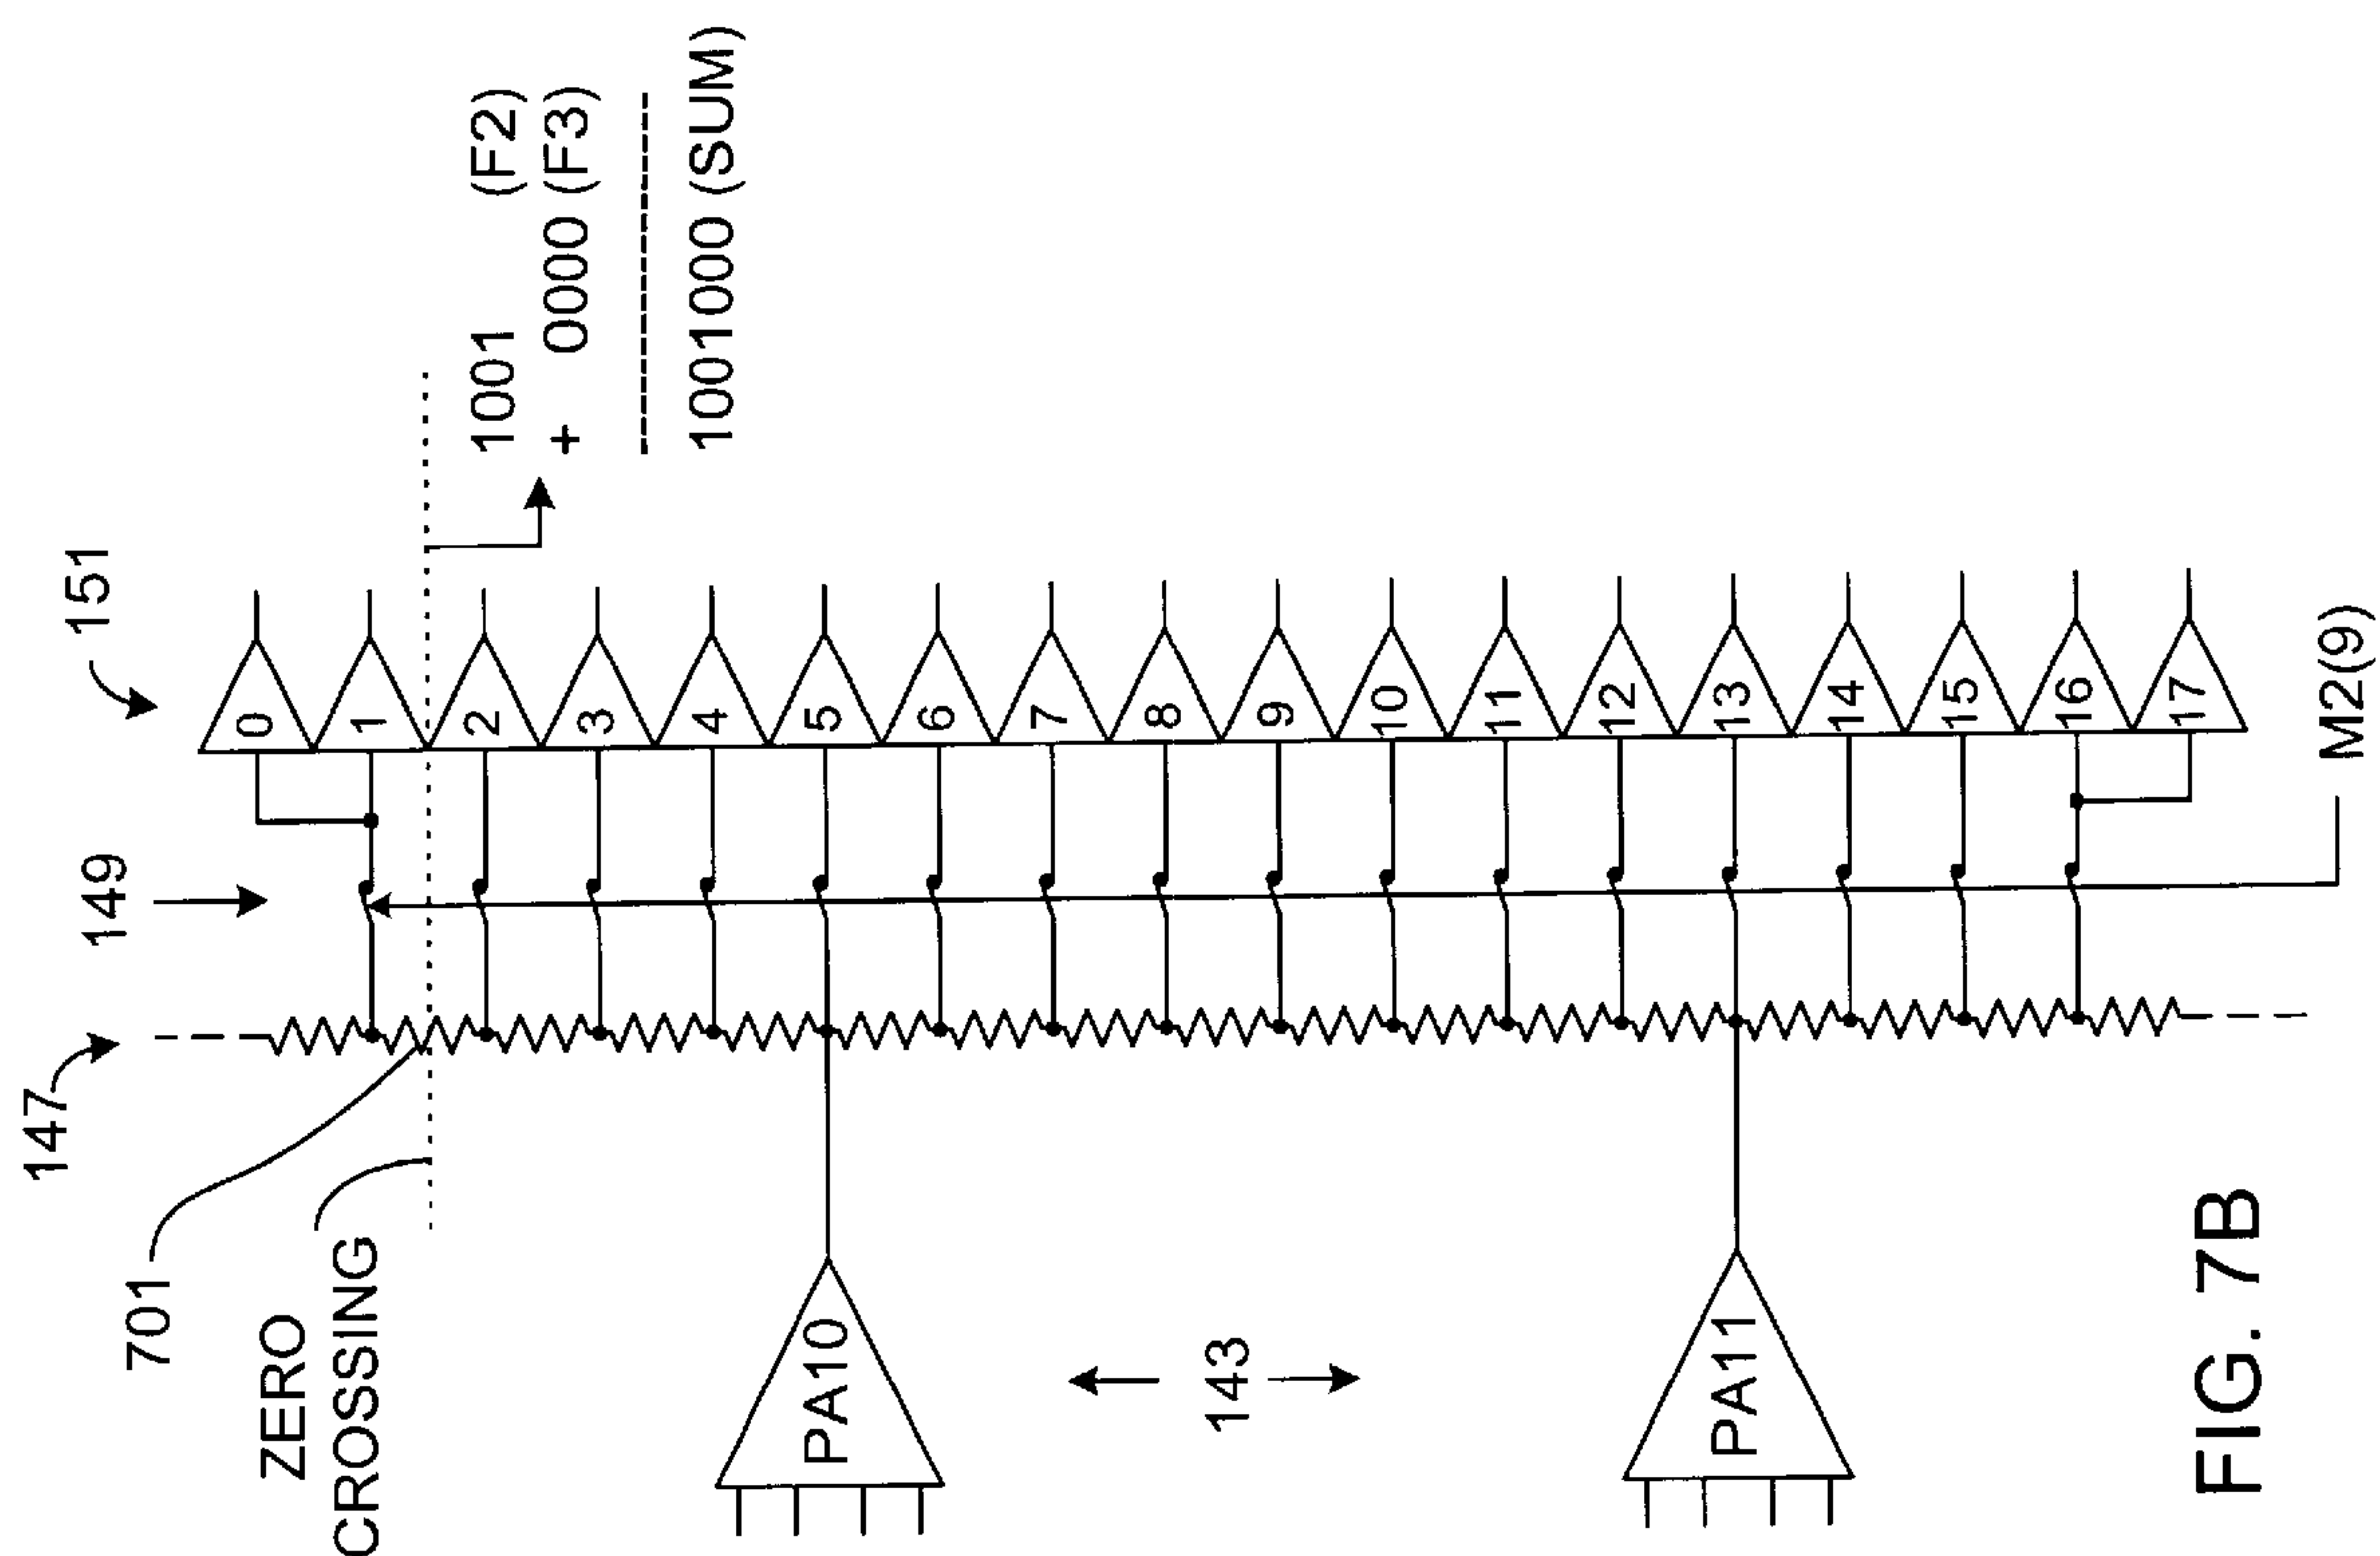 147
149
151
701
ZERO
CROSSING
1001 (F2)
+ 0000 (F3)
1001000 (SUM)
0
1
2
3
4
5
6
7
8
9
10
11
12
13
14
15
16
17
PA10
143
PA11
M2(9)
FIG. 7B